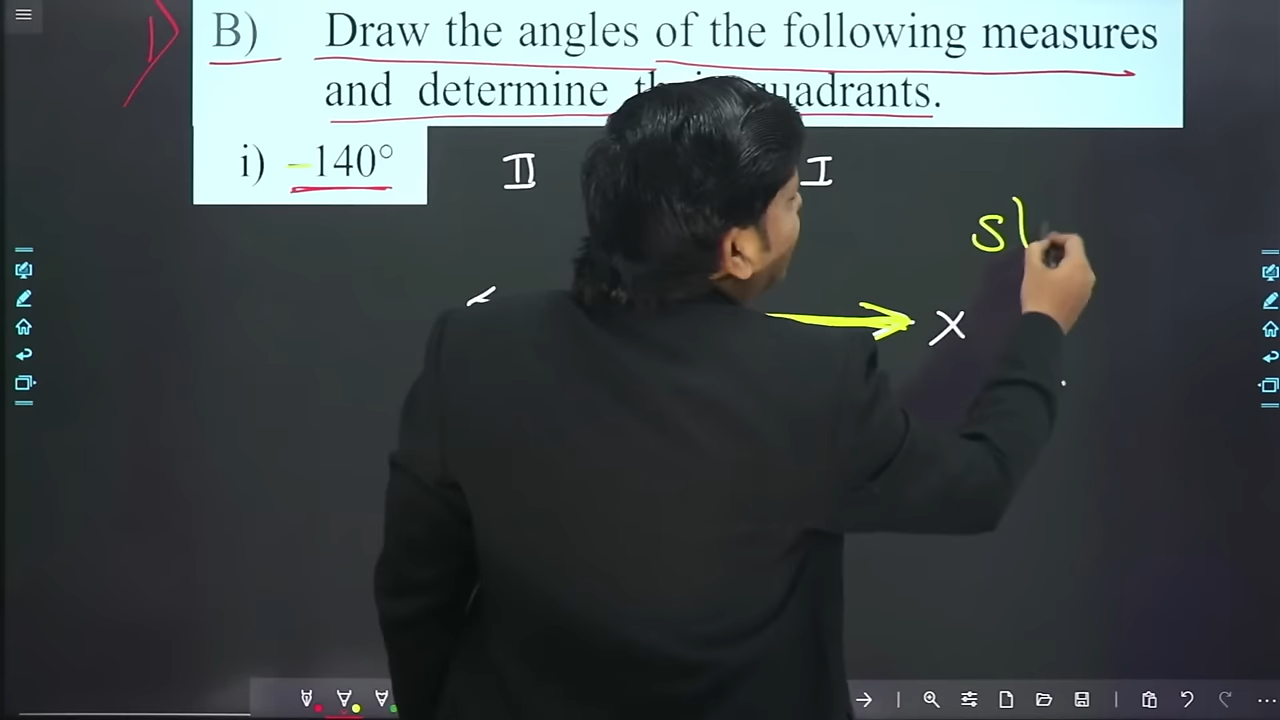 B) Draw the angles of the following measures
and determine quadrants.
i) -140°
II I
X